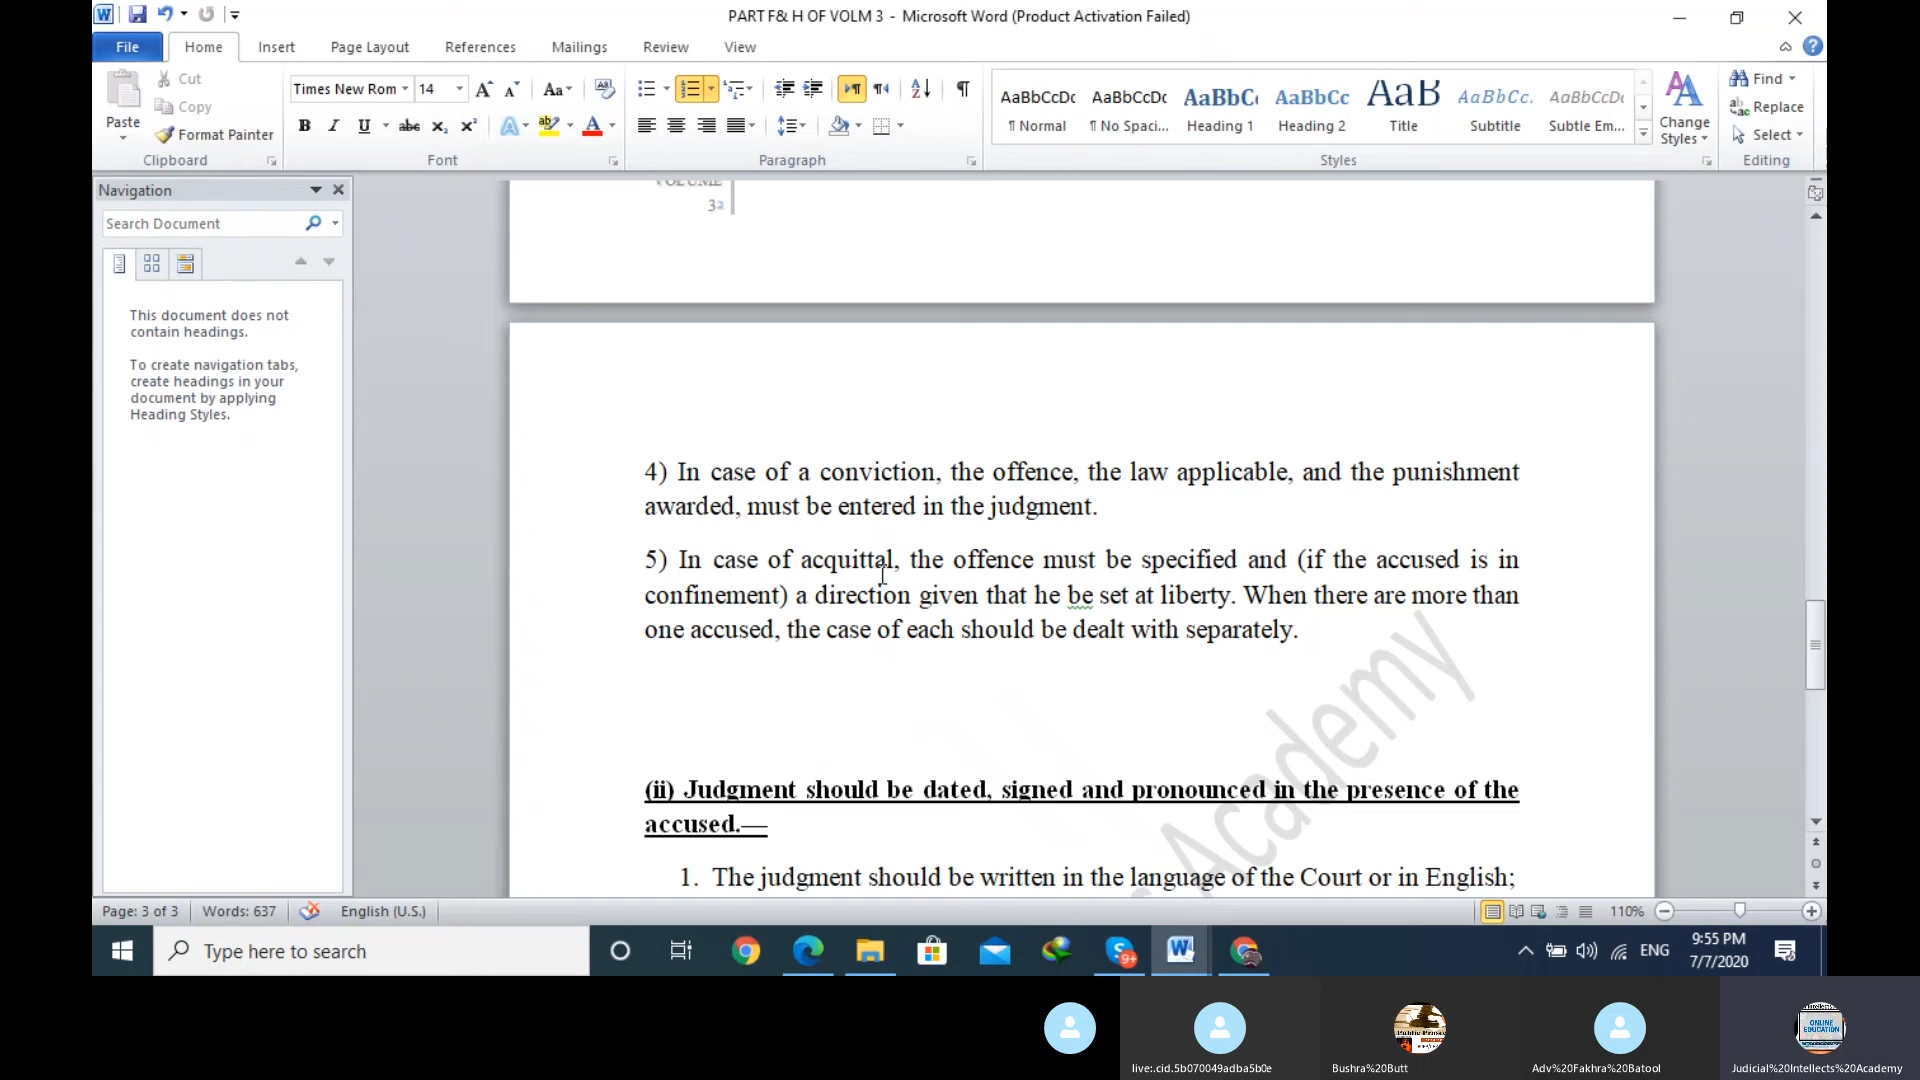 PART F& H OF VOLM 3 - Microsoft Word (Product Activation Failed)
File Home Insert Page Layout References Mailings Review View
Cut
Copy
Paste
Format Painter
Times New Rom 14
AaBbCcDc AaBbCcDc AaBbC AaBbCc AaB AaBbCc. AaBbCcDc
¶ Normal ¶ No Spaci... Heading 1 Heading 2 Title Subtitle Subtle Em...
Change
Styles
Find
Replace
Select
Clipboard Font Paragraph Styles Editing
Navigation
Search Document
This document does not
contain headings.
To create navigation tabs,
create headings in your
document by applying
Heading Styles.
VOLUME
32
4) In case of a conviction, the offence, the law applicable, and the punishment
awarded, must be entered in the judgment.
5) In case of acquittal, the offence must be specified and (if the accused is in
confinement) a direction given that he be set at liberty. When there are more than
one accused, the case of each should be dealt with separately.
(ii) Judgment should be dated, signed and pronounced in the presence of the
accused.—
1. The judgment should be written in the language of the Court or in English;
Academy
Page: 3 of 3 Words: 637 English (U.S.) 110%
Type here to search
9+
ENG
9:55 PM
7/7/2020
ONLINE
EDUCATION
live:.cid.5b070049adba5b0e Bushra%20Butt Adv%20Fakhra%20Batool Judicial%20Intellects%20Academy